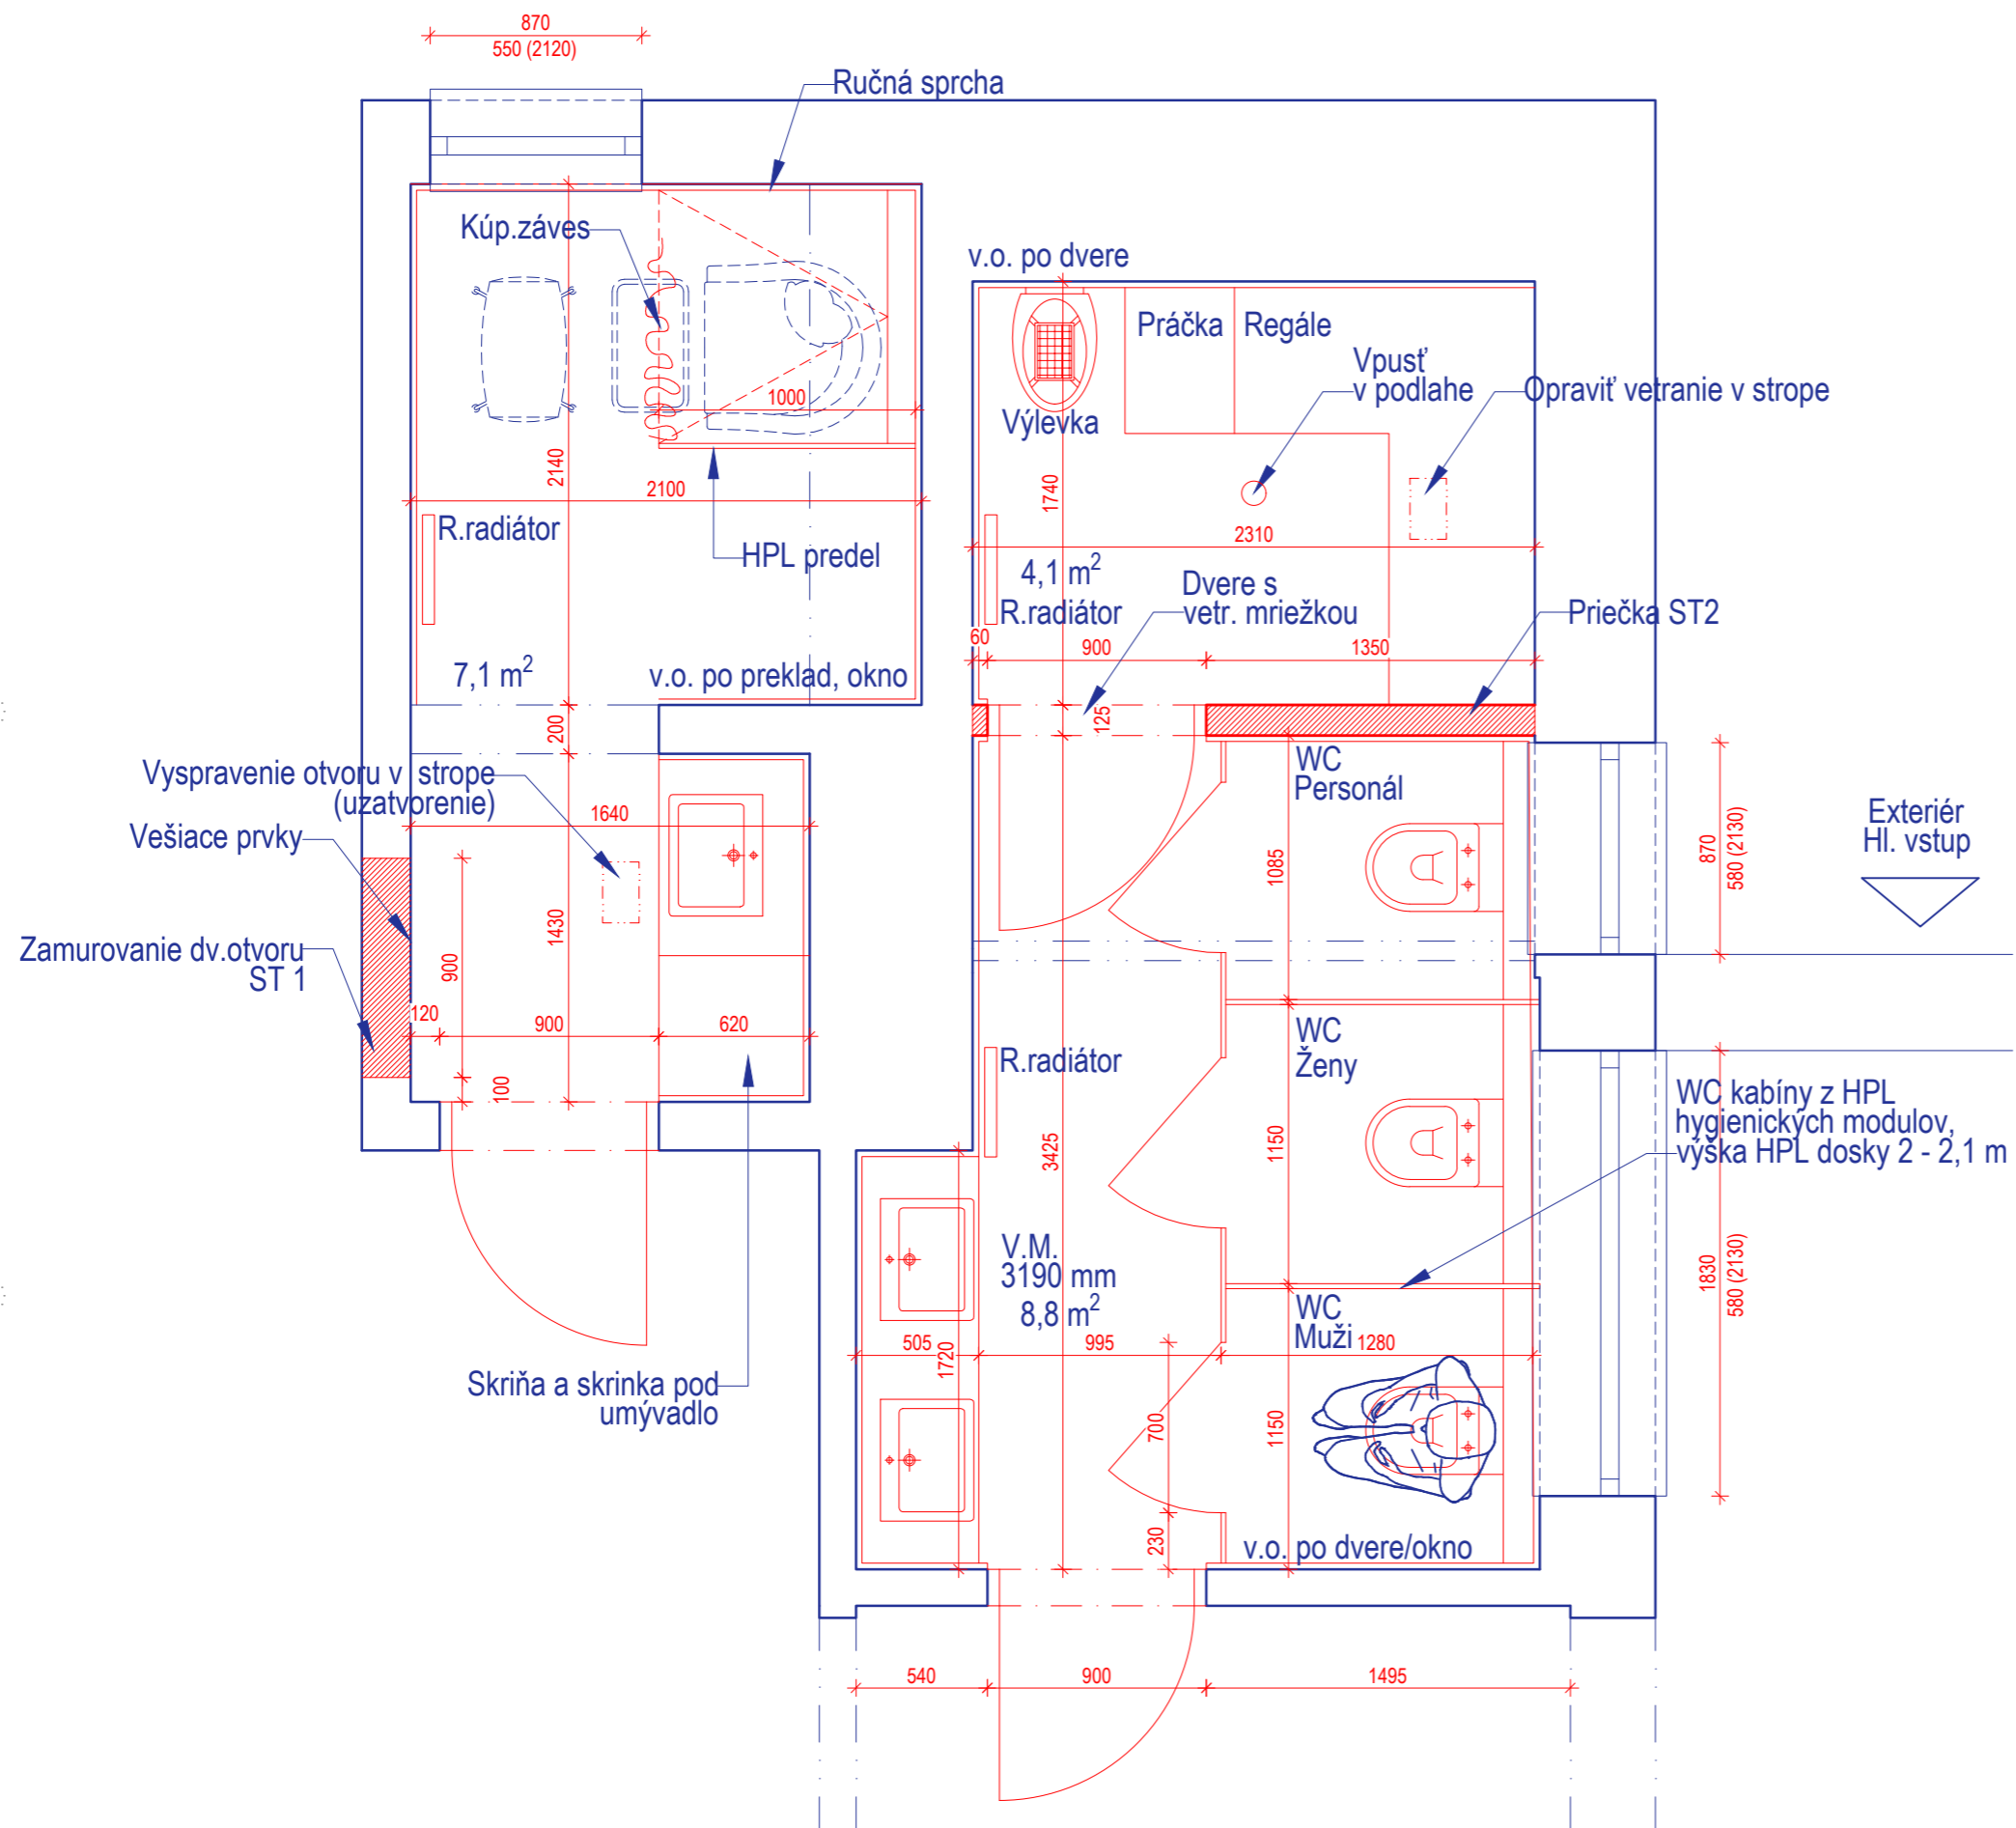 870
550 (2120)
Ručná sprcha
Kúp.záves
v.o. po dvere
Práčka
Regále
Vpusť
v podlahe
Opraviť vetranie v strope
1000
Výlevka
2140
2100
1740
R.radiátor
HPL predel
2310
4,1 m²
R.radiátor
Dvere s
vetr. mriežkou
Priečka ST2
60
900
1350
7,1 m²
v.o. po preklad, okno
200
125
WC
Personál
Vyspravenie otvoru v strope
(uzatvorenie)
1640
Vešiace prvky
Exteriér
Hl. vstup
870
580 (2130)
1085
1430
900
Zamurovanie dv.otvoru
ST 1
120
900
620
100
R.radiátor
WC
Ženy
WC kabíny z HPL
hygienických modulov,
výška HPL dosky 2 - 2,1 m
3425
1150
V.M.
3190 mm
8,8 m²
1830
580 (2130)
WC
Muži
505
1720
995
1280
Skriňa a skrinka pod
umývadlo
700
1150
230
v.o. po dvere/okno
540
900
1495